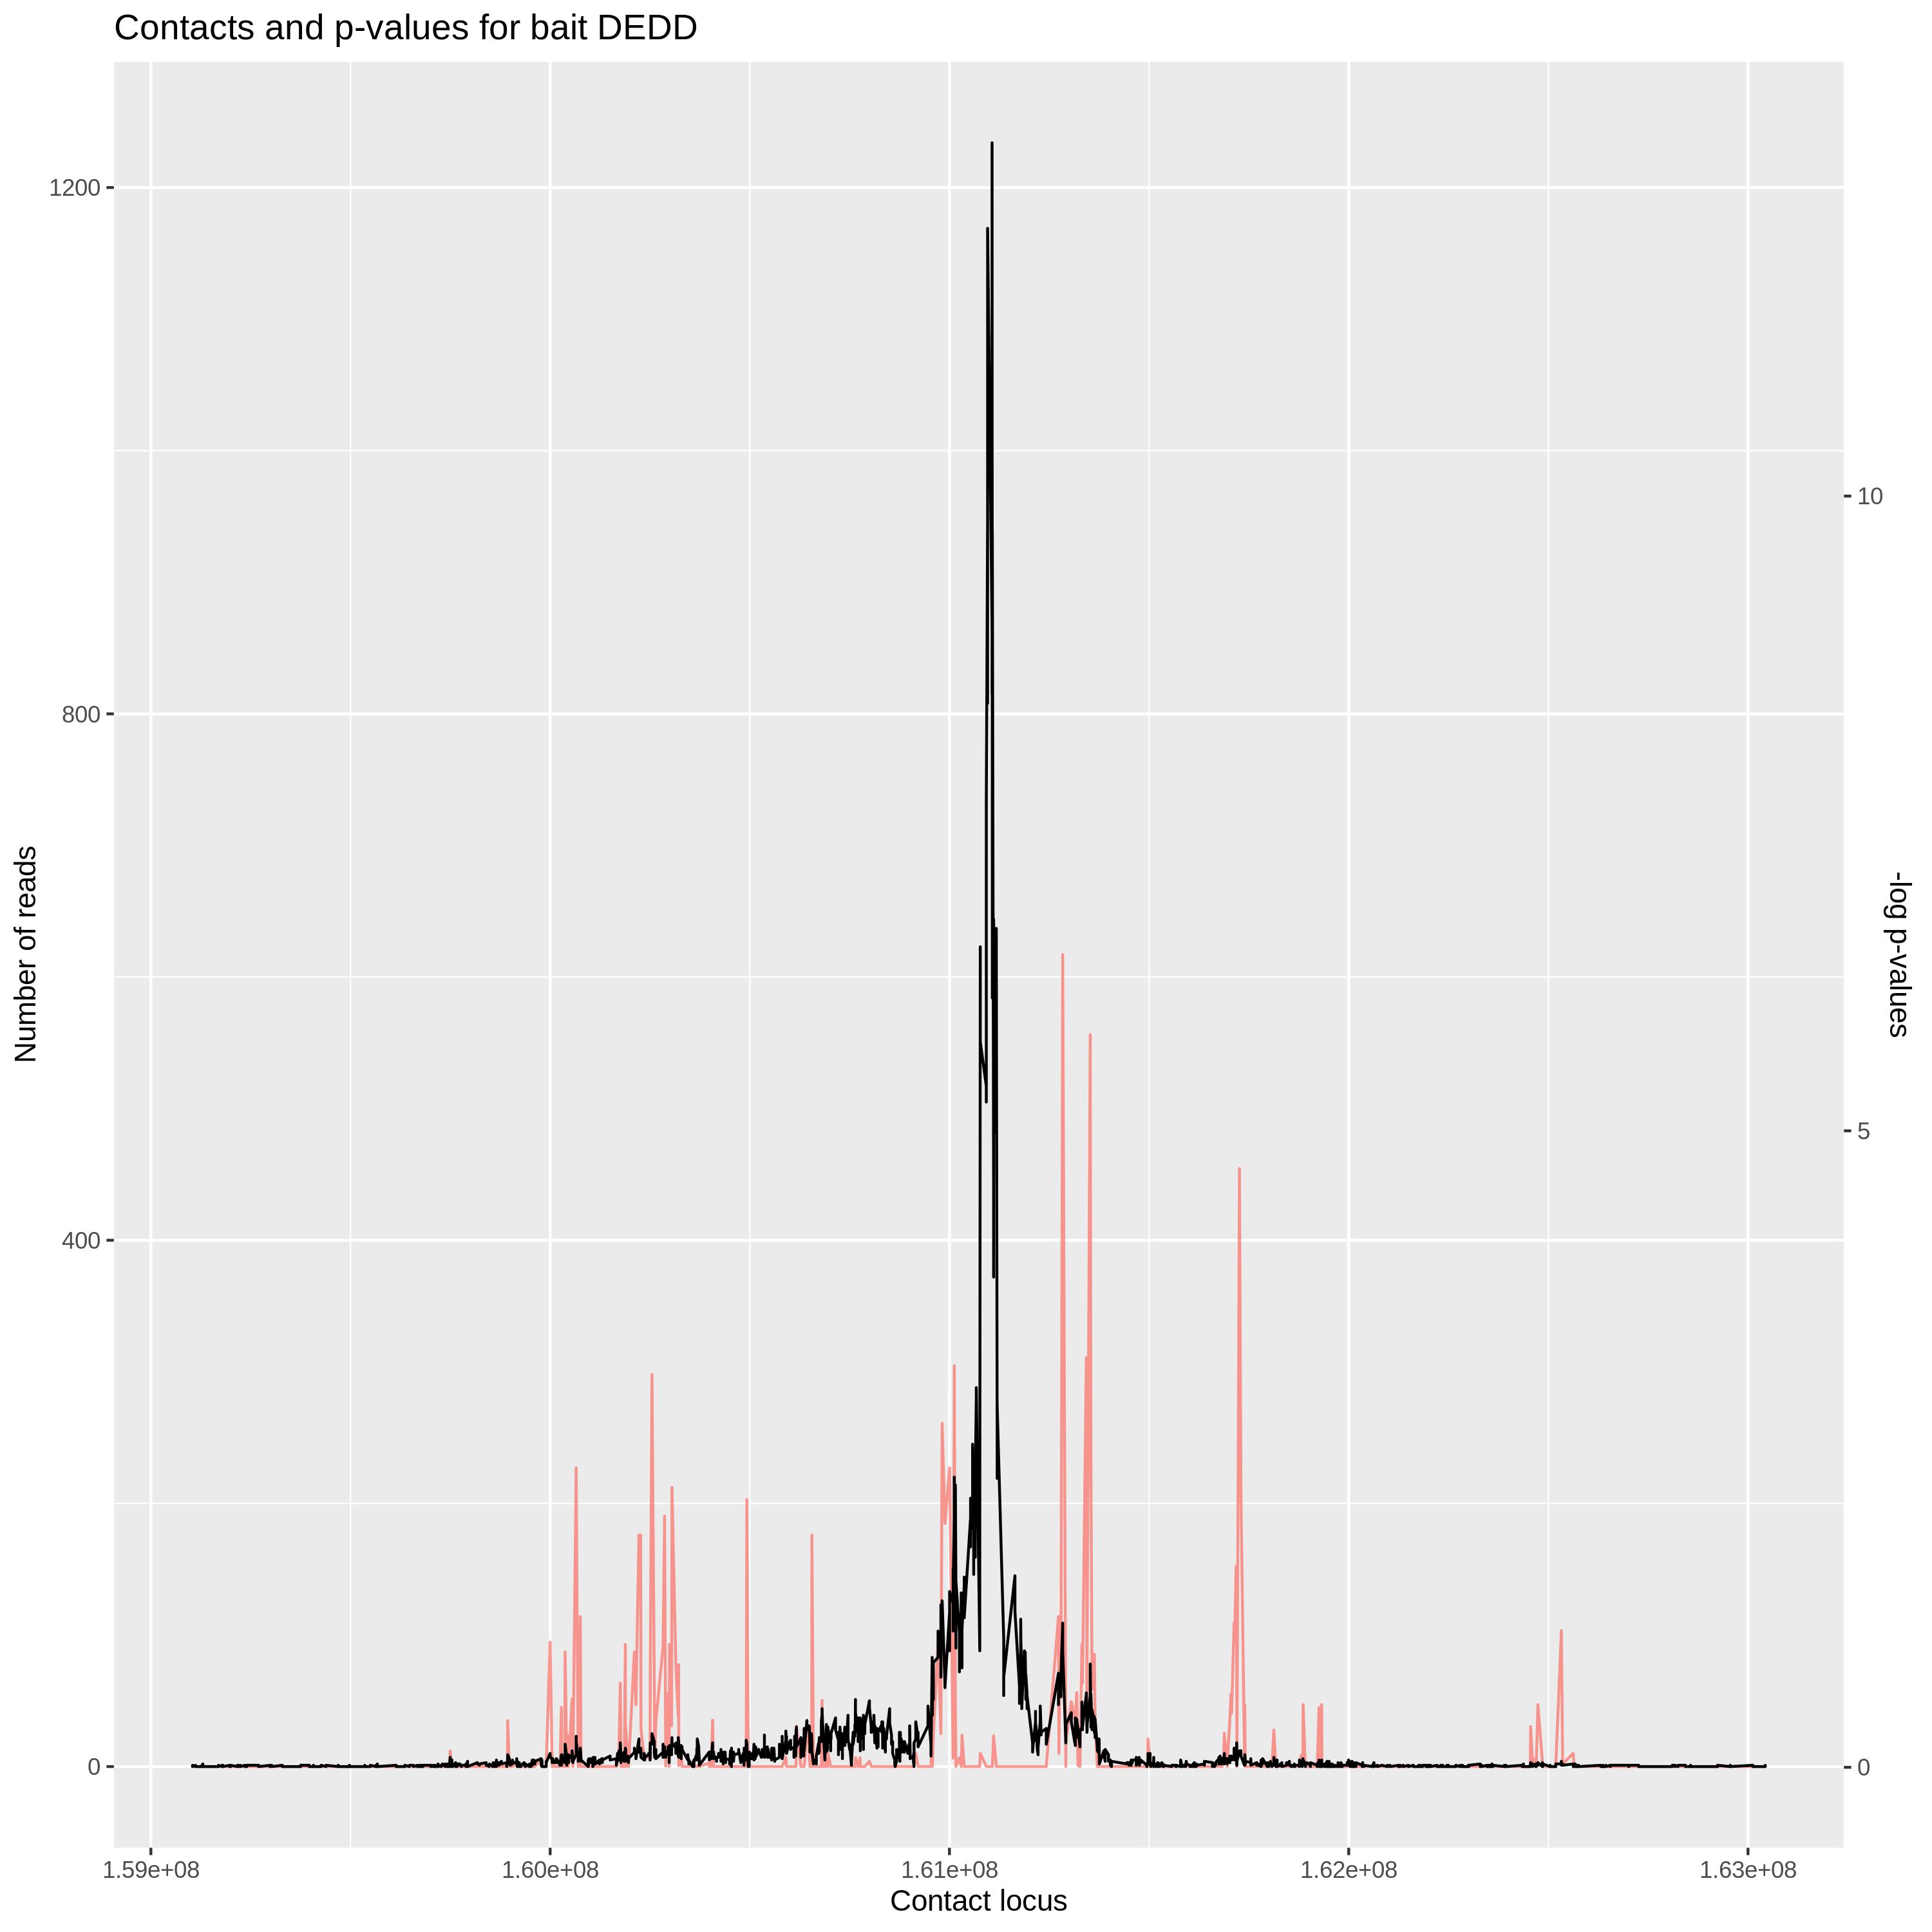 Contacts and p-values for bait DEDD
1200
800
400
0
Number of reads
10
5
0
-log p-values
1.59e+08
1.60e+08
1.61e+08
1.62e+08
1.63e+08
Contact locus